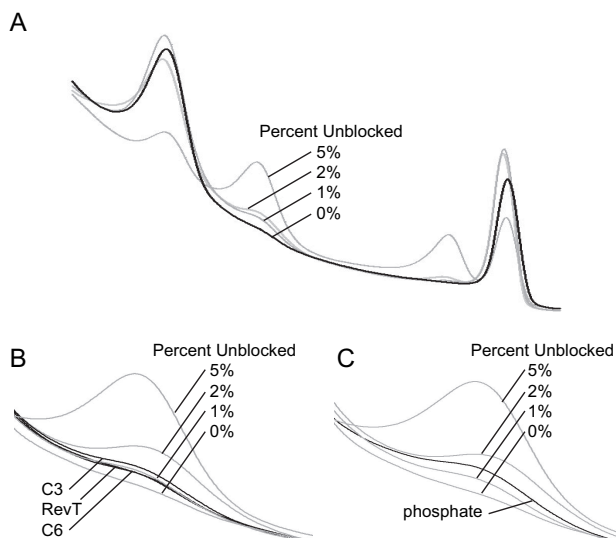 A
Percent Unblocked
5%
2%
1%
0%
B
Percent Unblocked
5%
2%
1%
0%
C3
RevT
C6
C
Percent Unblocked
5%
2%
1%
0%
phosphate